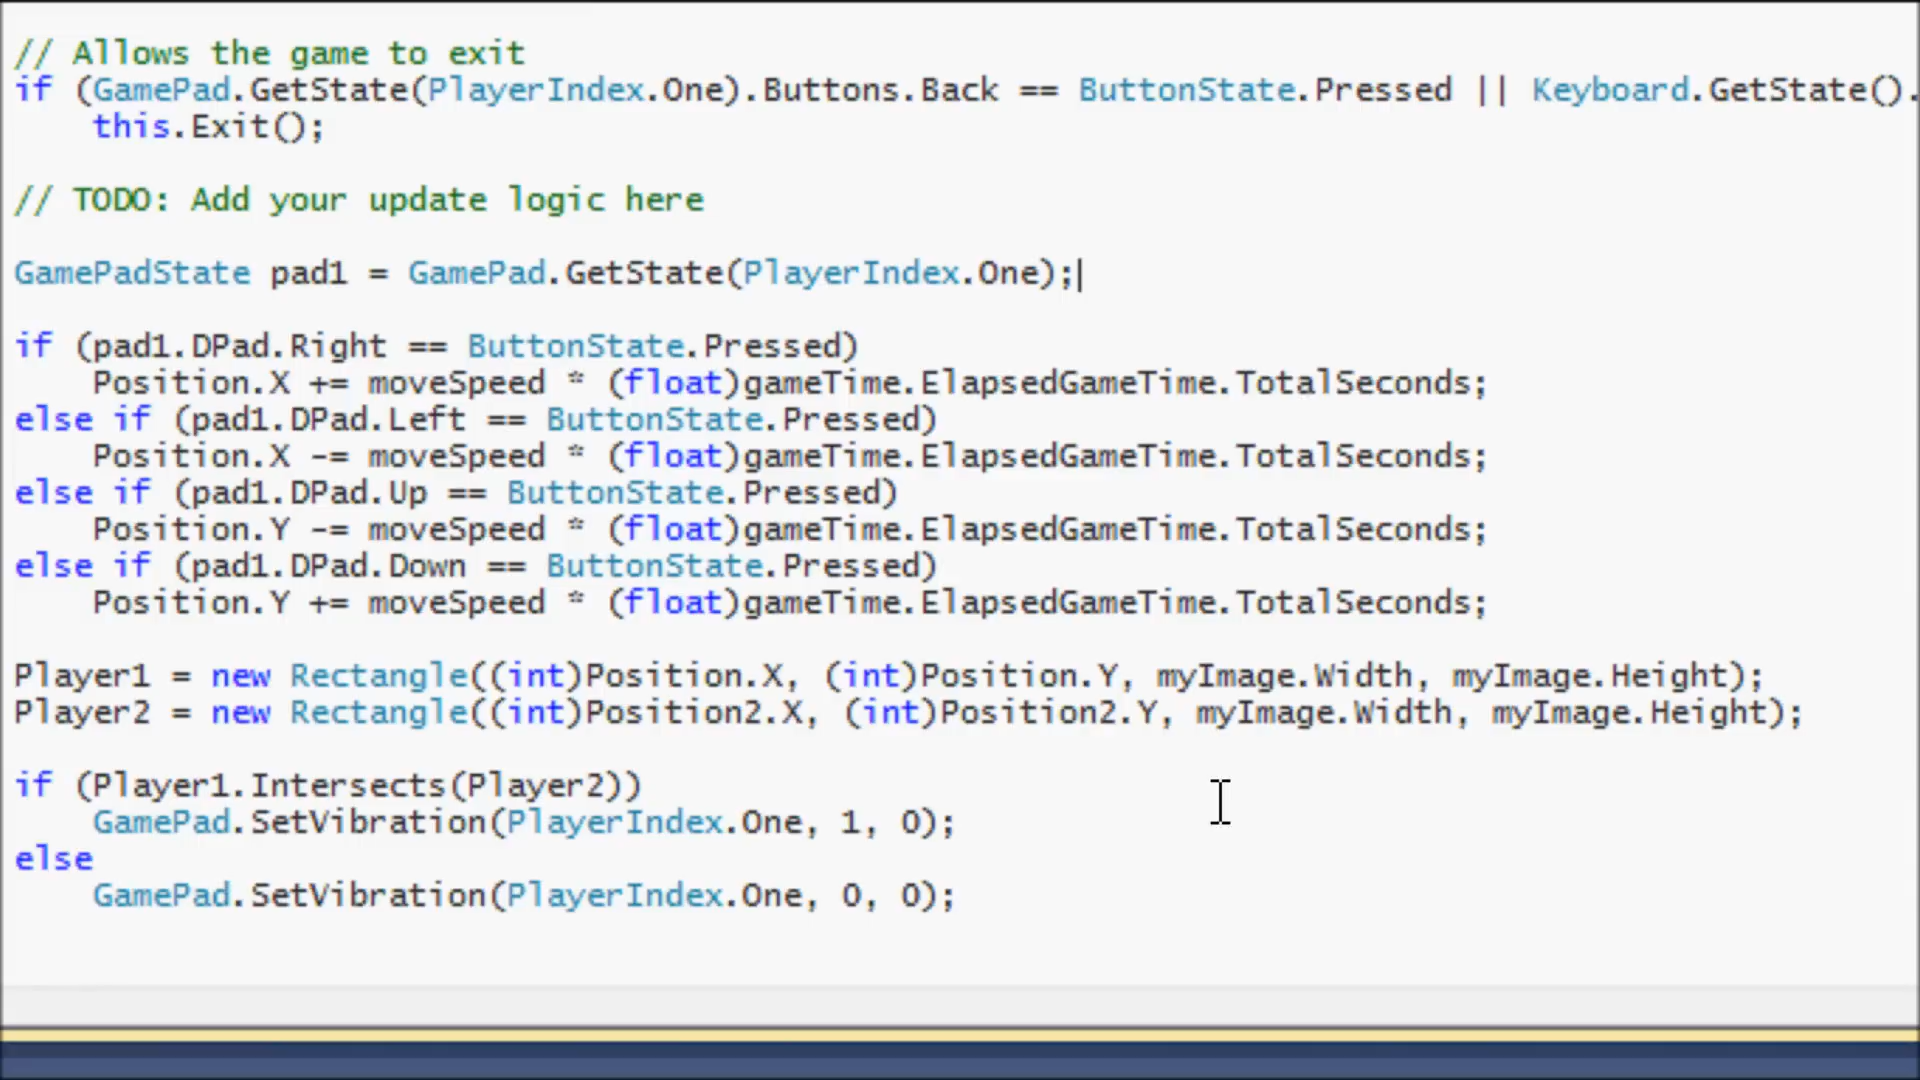 // Allows the game to exit
if (GamePad.GetState(PlayerIndex.One).Buttons.Back == ButtonState.Pressed || Keyboard.GetState().
this.Exit();
// TODO: Add your update logic here
GamePadState pad1 = GamePad.GetState(PlayerIndex.One);
if (pad1.DPad.Right == ButtonState.Pressed)
Position.X += moveSpeed * (float)gameTime.ElapsedGameTime.TotalSeconds;
else if (pad1.DPad.Left == ButtonState.Pressed)
Position.X -= moveSpeed * (float)gameTime.ElapsedGameTime.TotalSeconds;
else if (pad1.DPad.Up == ButtonState.Pressed)
Position.Y -= moveSpeed * (float)gameTime.ElapsedGameTime.TotalSeconds;
else if (pad1.DPad.Down == ButtonState.Pressed)
Position.Y += moveSpeed * (float)gameTime.ElapsedGameTime.TotalSeconds;
Player1 = new Rectangle((int)Position.X, (int)Position.Y, myImage.Width, myImage.Height);
Player2 = new Rectangle((int)Position2.X, (int)Position2.Y, myImage.Width, myImage.Height);
if (Player1.Intersects(Player2))
GamePad.SetVibration(PlayerIndex.One, 1, 0);
else
GamePad.SetVibration(PlayerIndex.One, 0, 0);